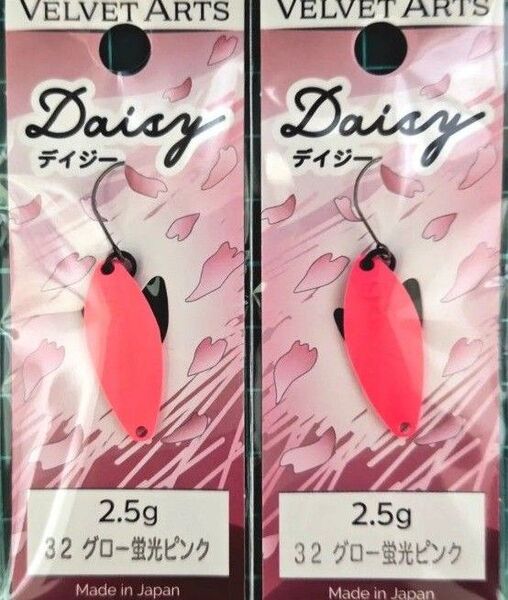 VELVET ARTS
Daisy
デイジー
2.5g
32 グロー蛍光ピンク
Made in Japan
VELVET ARTS
Daisy
デイジー
2.5g
32 グロー蛍光ピンク
Made in Japan